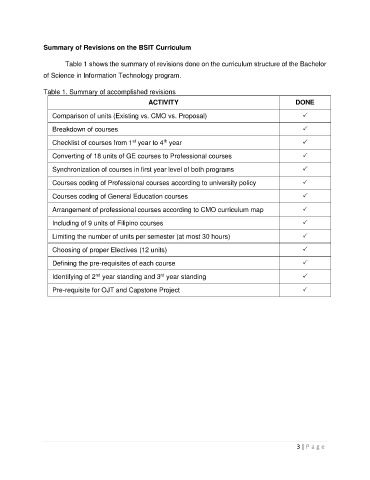 Summary of Revisions on the BSIT Curriculum
Table 1 shows the summary of revisions done on the curriculum structure of the Bachelor
of Science in Information Technology program.
Table 1. Summary of accomplished revisions
ACTIVITY DONE
Comparison of units (Existing vs. CMO vs. Proposal) ✓
Breakdown of courses ✓
Checklist of courses from 1st year to 4th year ✓
Converting of 18 units of GE courses to Professional courses ✓
Synchronization of courses in first year level of both programs ✓
Courses coding of Professional courses according to university policy ✓
Courses coding of General Education courses ✓
Arrangement of professional courses according to CMO curriculum map ✓
Including of 9 units of Filipino courses ✓
Limiting the number of units per semester (at most 30 hours) ✓
Choosing of proper Electives (12 units) ✓
Defining the pre-requisites of each course ✓
Identifying of 2nd year standing and 3rd year standing ✓
Pre-requisite for OJT and Capstone Project ✓
3 | Page